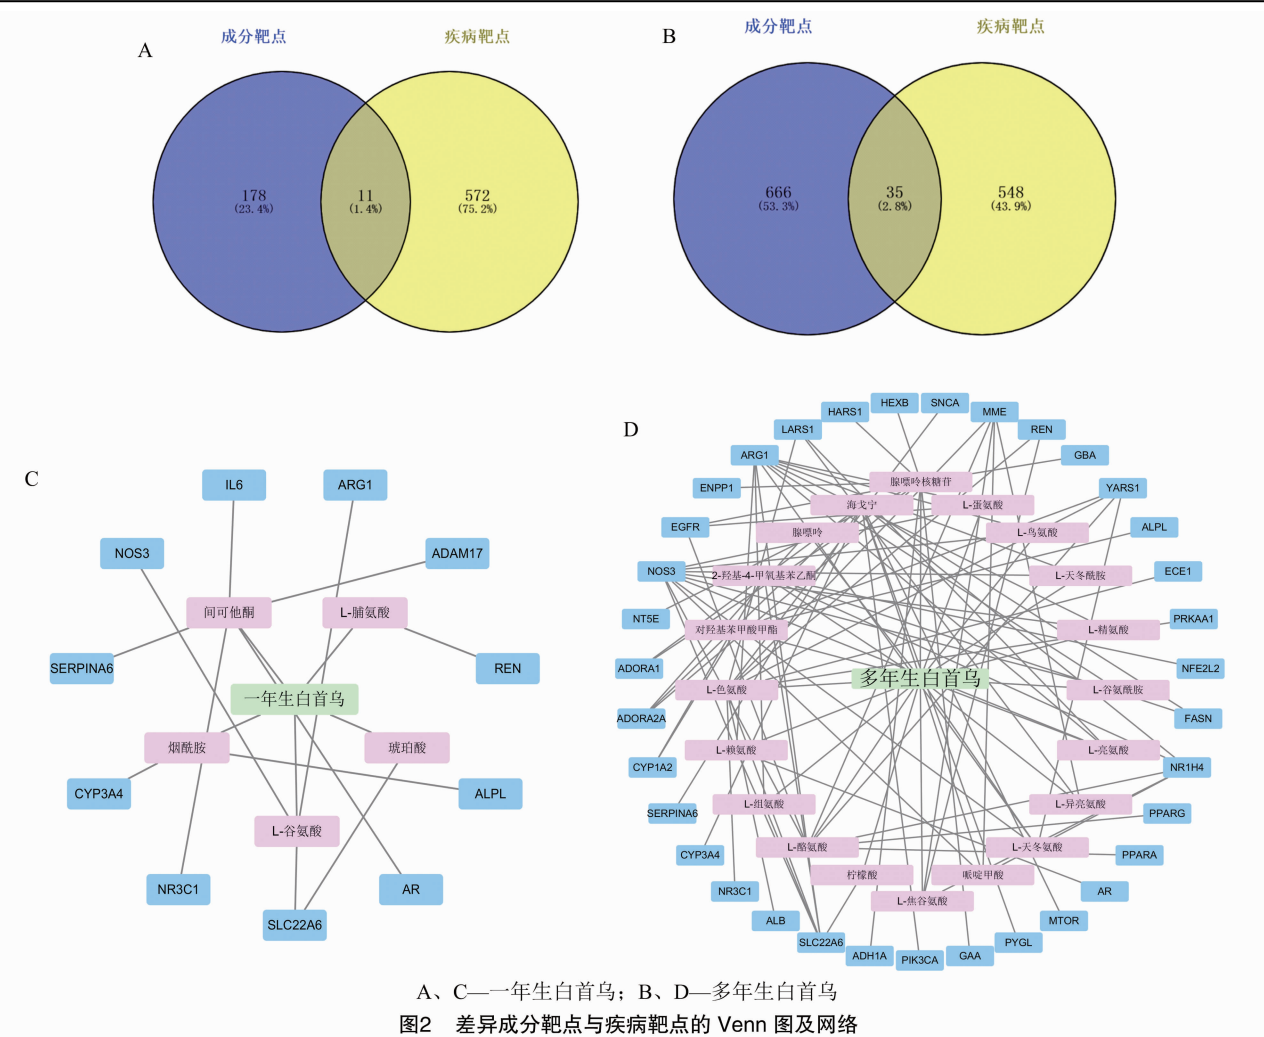 A
成分靶点
疾病靶点
178
(23.4%)
11
(1.4%)
572
(75.2%)
B
成分靶点
疾病靶点
666
(53.3%)
35
(2.8%)
548
(43.9%)
C
IL6
ARG1
NOS3
ADAM17
间可他酮
L-脯氨酸
SERPINA6
REN
一年生白首乌
烟酰胺
琥珀酸
CYP3A4
ALPL
L-谷氨酸
NR3C1
AR
SLC22A6
D
HEXB
SNCA
HARS1
MME
LARS1
REN
ARG1
GBA
ENPP1
腺嘌呤核糖苷
YARS1
海戈宁
L-蛋氨酸
EGFR
腺嘌呤
L-鸟氨酸
ALPL
NOS3
2-羟基-4-甲氧基苯乙酮
L-天冬酰胺
ECE1
NT5E
对羟基苯甲酸甲酯
L-精氨酸
PRKAA1
ADORA1
多年生白首乌
NFE2L2
L-色氨酸
L-谷氨酰胺
ADORA2A
FASN
L-赖氨酸
L-亮氨酸
CYP1A2
NR1H4
L-组氨酸
L-异亮氨酸
SERPINA6
PPARG
L-酪氨酸
L-天冬氨酸
CYP3A4
PPARA
柠檬酸
哌啶甲酸
NR3C1
AR
L-焦谷氨酸
ALB
MTOR
SLC22A6
PYGL
ADH1A
PIK3CA
GAA
A、C—一年生白首乌；B、D—多年生白首乌
图2 差异成分靶点与疾病靶点的 Venn 图及网络